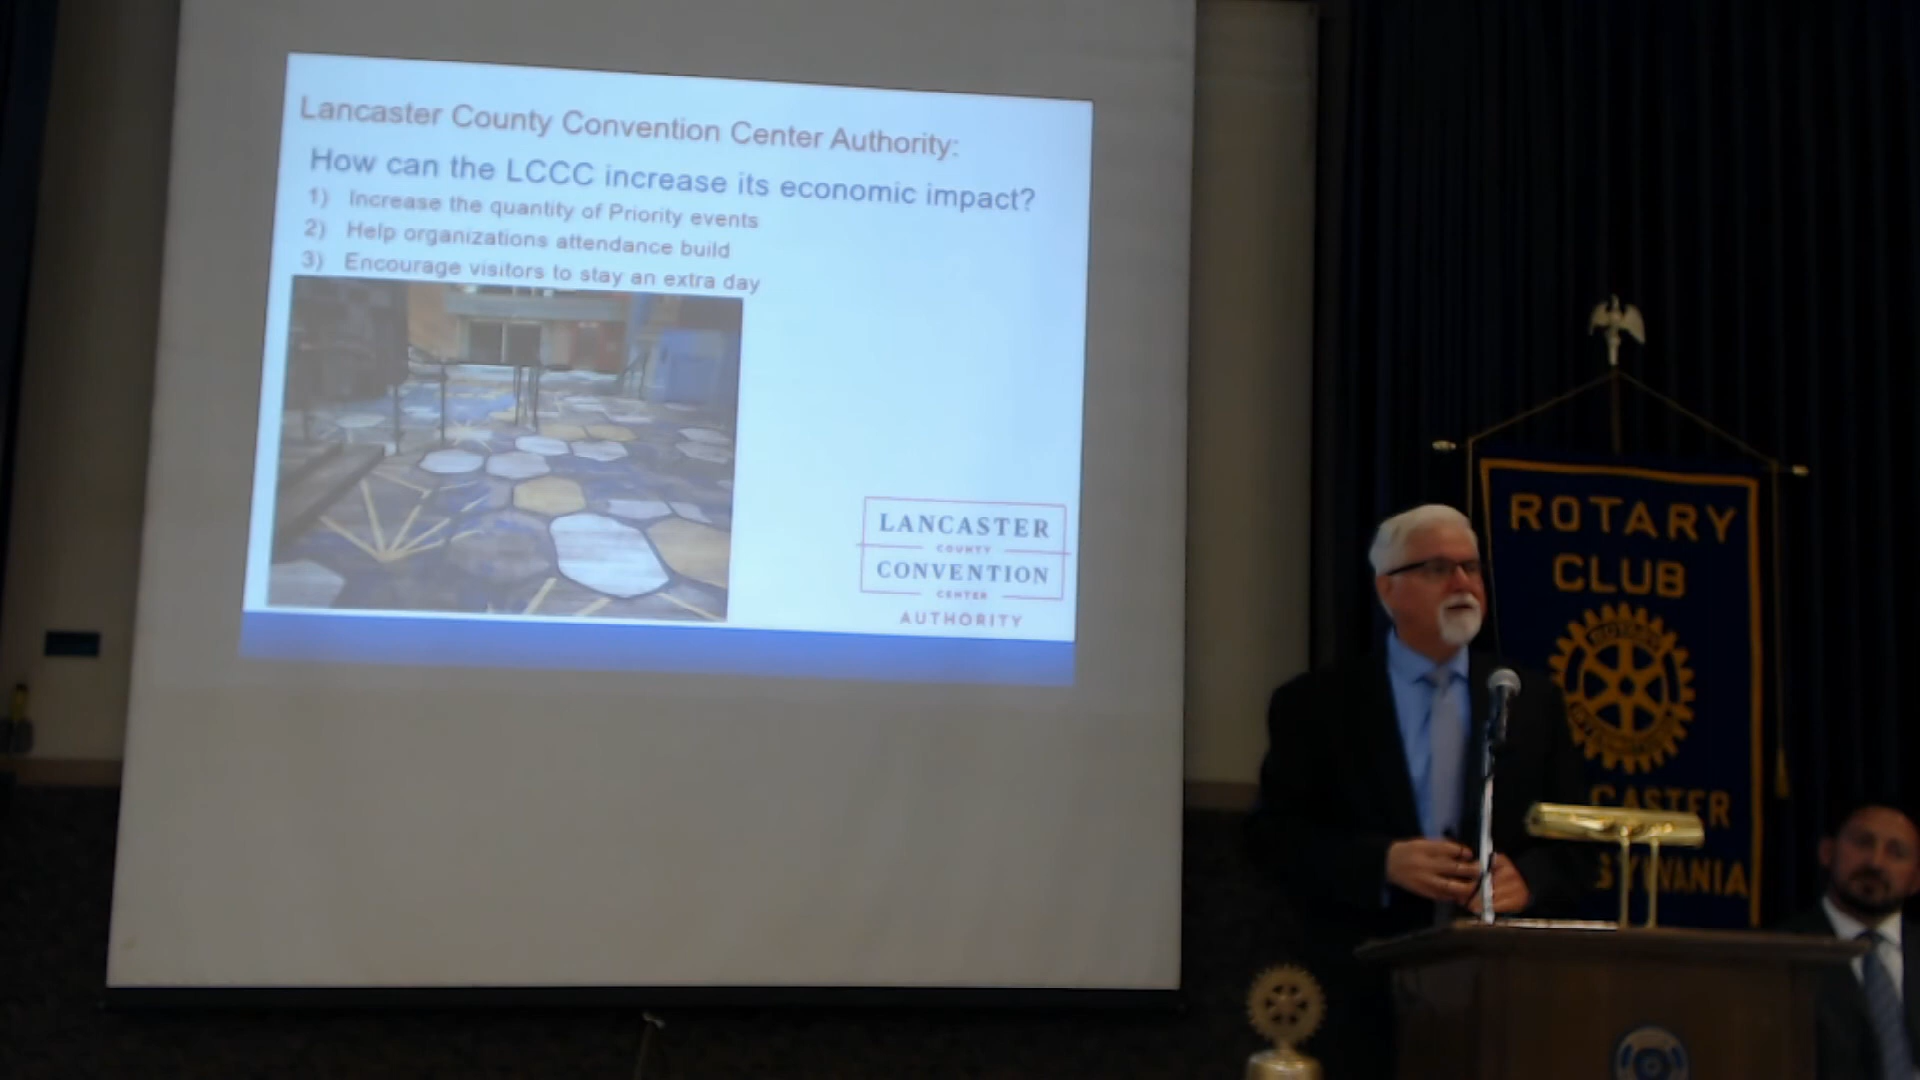 Lancaster County Convention Center Authority:
How can the LCCC increase its economic impact?
1) Increase the quantity of Priority events
2) Help organizations attendance build
3) Encourage visitors to stay an extra day
LANCASTER
COUNTY
CONVENTION
CENTER
AUTHORITY
ROTARY
CLUB
ROTARY
CASTER
SYLVANIA